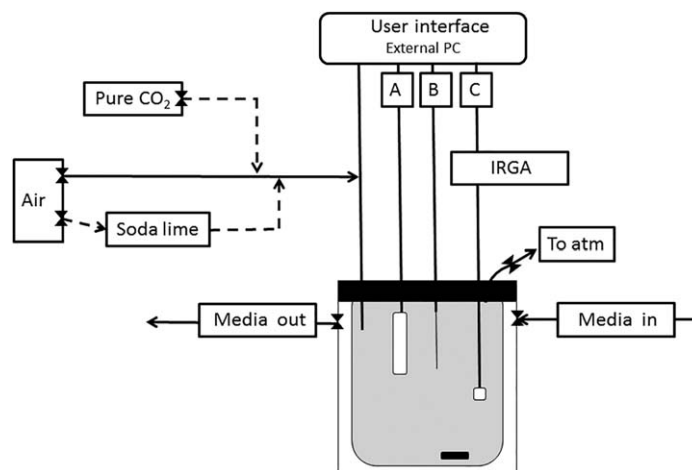 User interface
External PC
A
B
C
Pure CO₂
IRGA
Air
Soda lime
To atm
Media out
Media in